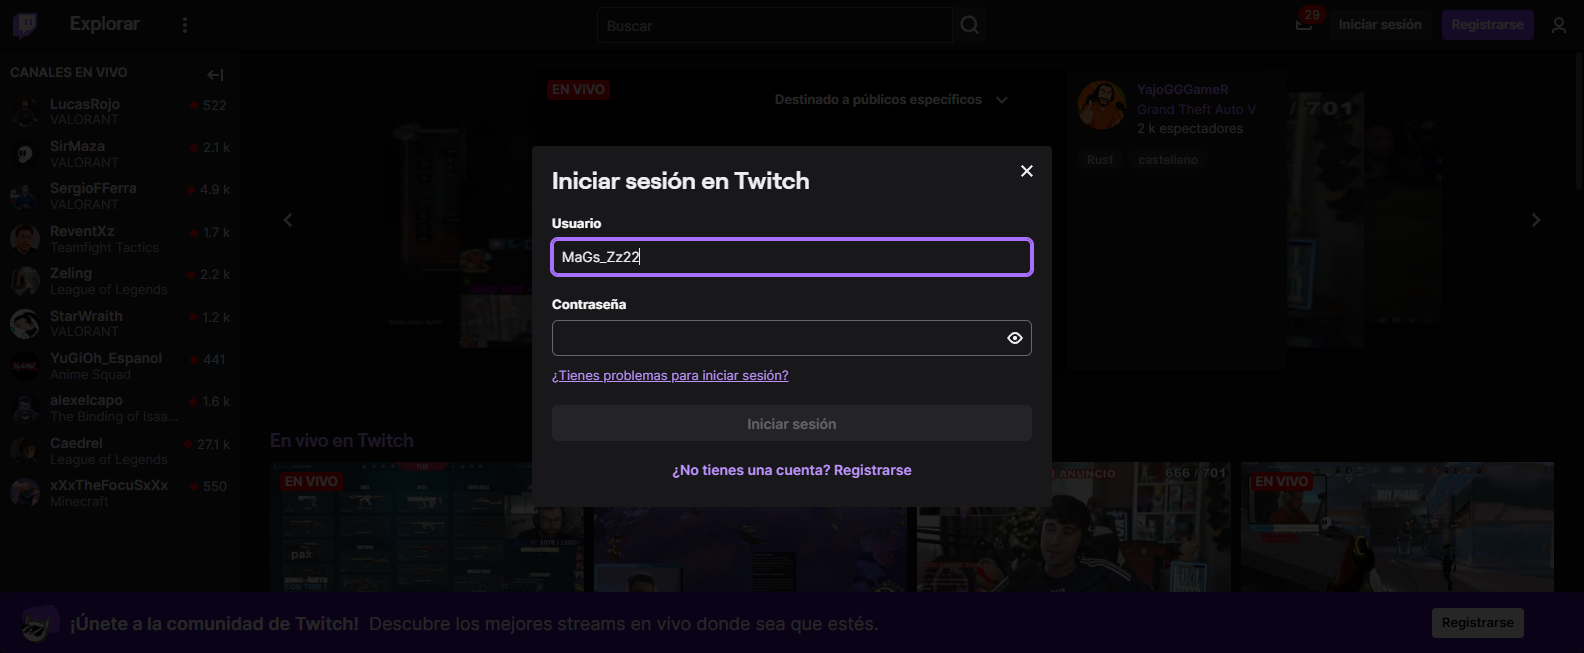 Explorar
Buscar
29
Iniciar sesión
Registrarse
CANALES EN VIVO
LucasRojo
522
VALORANT
SirMaza
2.1 k
VALORANT
SergioFFerra
4.9 k
VALORANT
ReventXz
1.7 k
Teamfight Tactics
Zeling
2.2 k
League of Legends
StarWraith
1.2 k
VALORANT
YuGiOh_Espanol
441
Anime Squad
alexelcapo
1.6 k
The Binding of Isaa...
Caedrel
27.1 k
League of Legends
xXxTheFocuSxXx
550
Minecraft
EN VIVO
Destinado a públicos específicos
YajoGGGameR
Grand Theft Auto V
2 k espectadores
Rust
castellano
/ 701
Iniciar sesión en Twitch
Usuario
MaGs_Zz22
Contraseña
¿Tienes problemas para iniciar sesión?
Iniciar sesión
¿No tienes una cuenta? Registrarse
En vivo en Twitch
EN VIVO
ANUNCIO
666 / 701
EN VIVO
BUY PHASE
pax
¡Únete a la comunidad de Twitch! Descubre los mejores streams en vivo donde sea que estés.
Registrarse